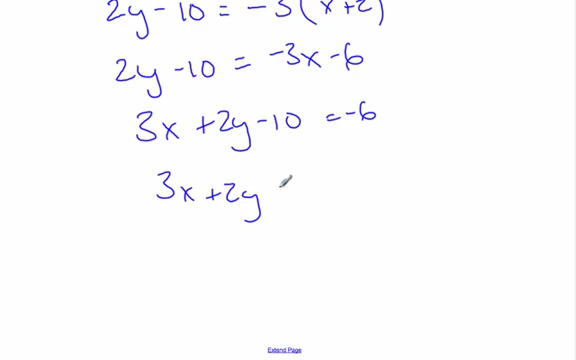 2y - 10 = -3(x+2)
2y - 10 = -3x - 6
3x + 2y - 10 = -6
3x + 2y
Extend Page